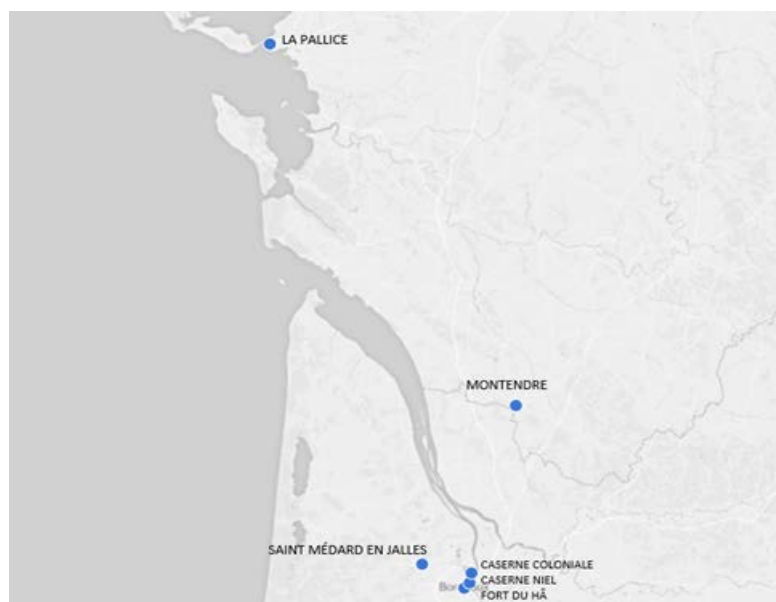 LA PALLICE
MONTENDRE
SAINT MÉDARD EN JALLES
CASERNE COLONIALE
CASERNE NIEL
FORT DU HÂ